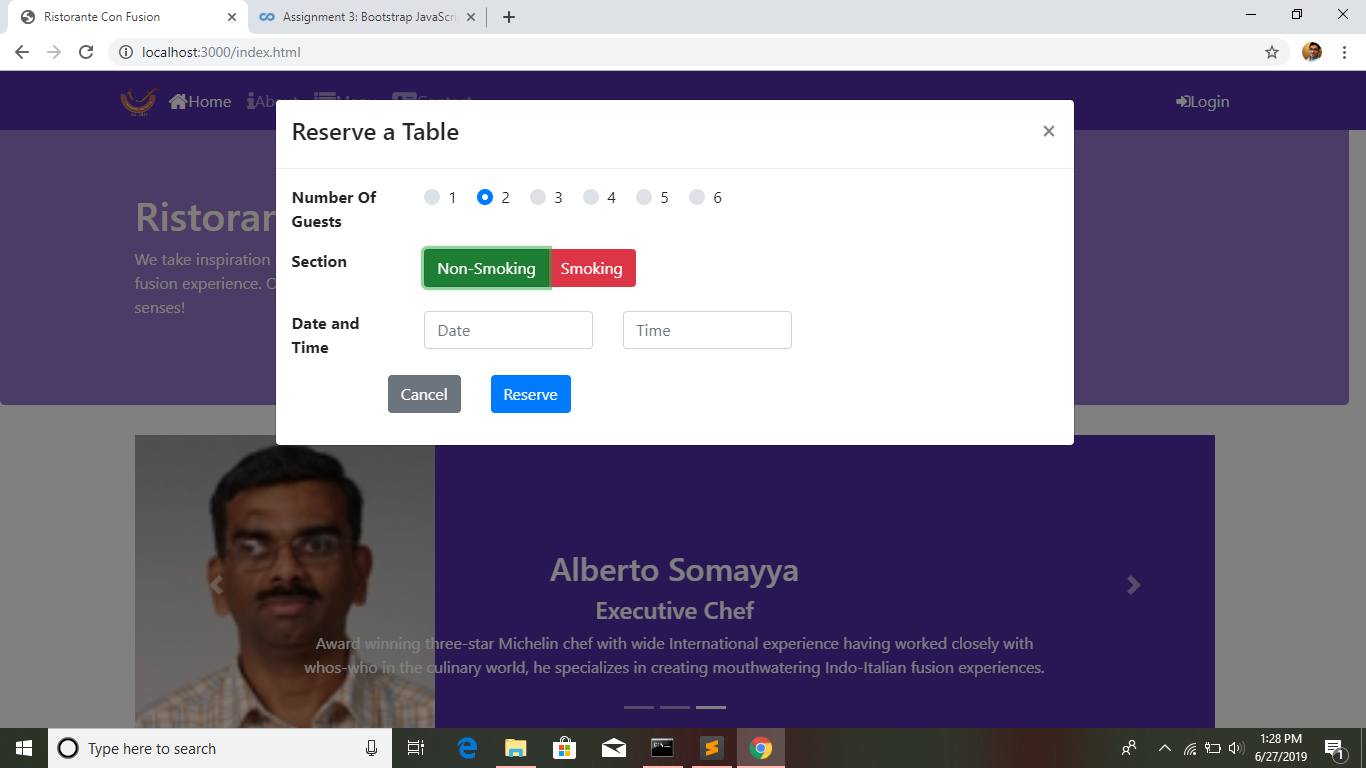 Ristorante Con Fusion
Assignment 3: Bootstrap JavaScri
localhost:3000/index.html
Home
About
Menu
Contact
Login
Reserve a Table
×
Number Of
Guests
1 2 3 4 5 6
Section
Non-Smoking Smoking
Date and
Time
Date
Time
Cancel
Reserve
Ristoran
We take inspiration
fusion experience.
senses!
Alberto Somayya
Executive Chef
Award winning three-star Michelin chef with wide International experience having worked closely with
whos-who in the culinary world, he specializes in creating mouthwatering Indo-Italian fusion experiences.
Type here to search
1:28 PM
6/27/2019
1